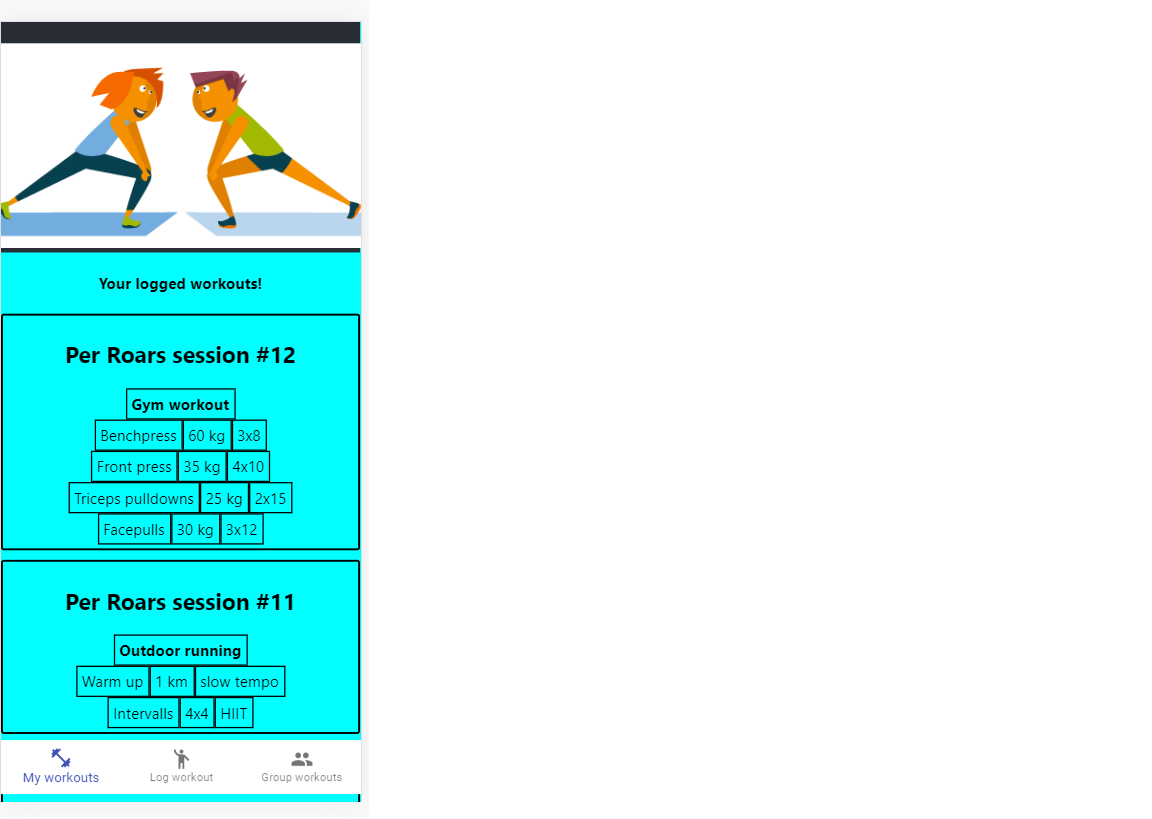 Your logged workouts!
Per Roars session #12
Gym workout
Benchpress 60 kg 3x8
Front press 35 kg 4x10
Triceps pulldowns 25 kg 2x15
Facepulls 30 kg 3x12
Per Roars session #11
Outdoor running
Warm up 1 km slow tempo
Intervalls 4x4 HIIT
My workouts Log workout Group workouts